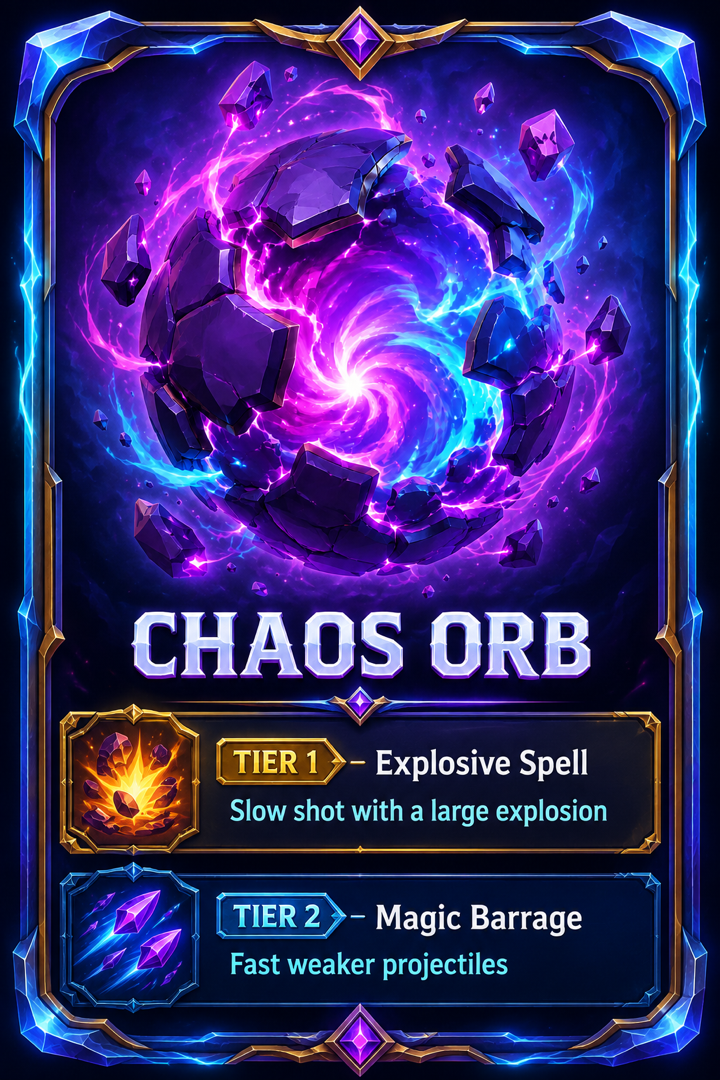 CHAOS ORB
TIER 1 – Explosive Spell
Slow shot with a large explosion
TIER 2 – Magic Barrage
Fast weaker projectiles